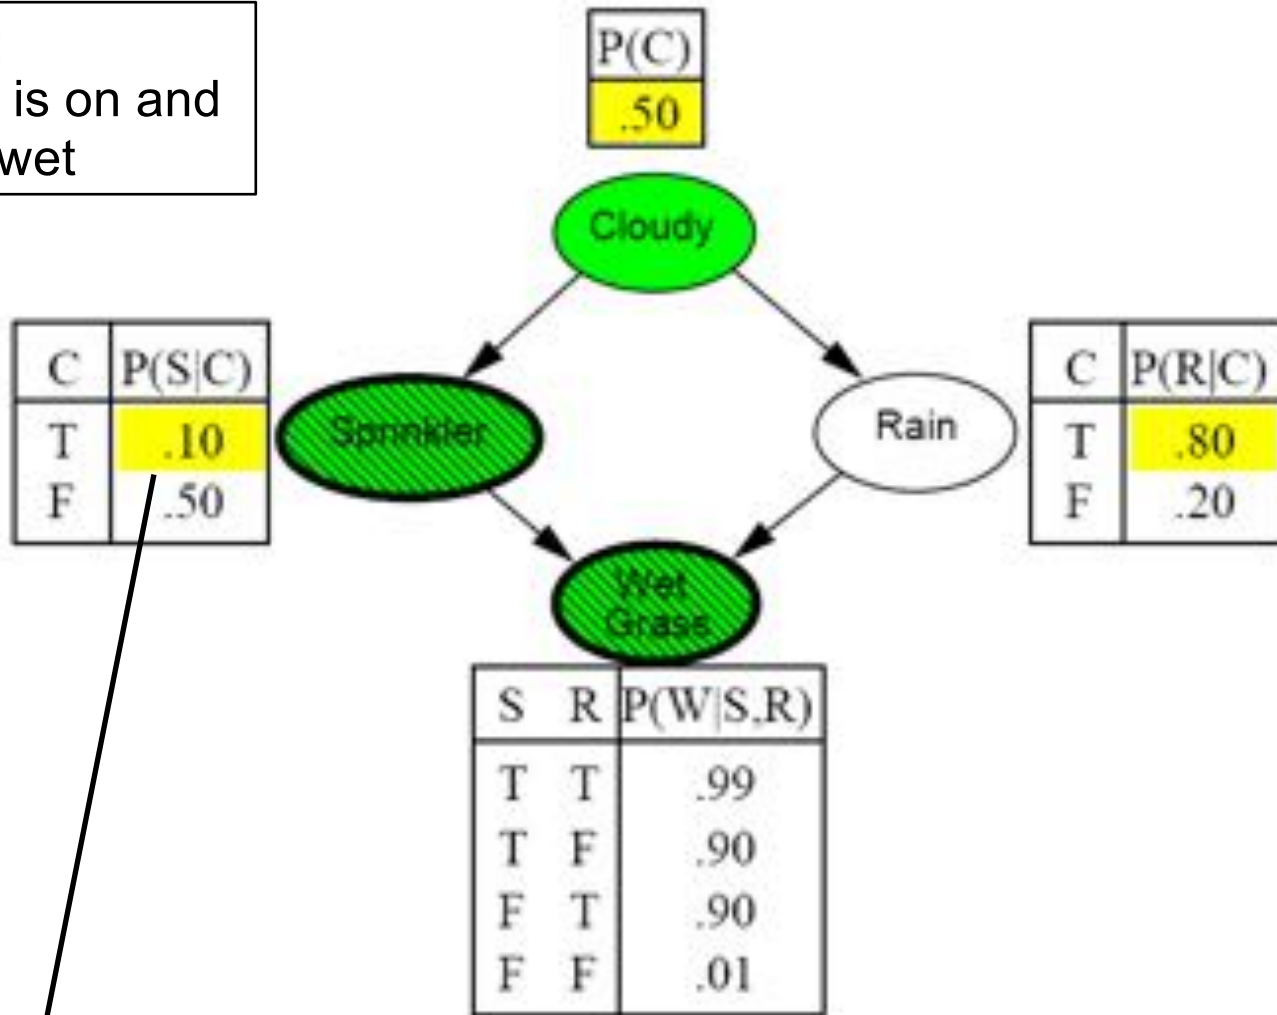 is on and
wet
P(C)
.50
Cloudy
C P(S|C)
T .10
F .50
Sprinkler
Rain
C P(R|C)
T .80
F .20
Wet
Grass
S R P(W|S,R)
T T .99
T F .90
F T .90
F F .01